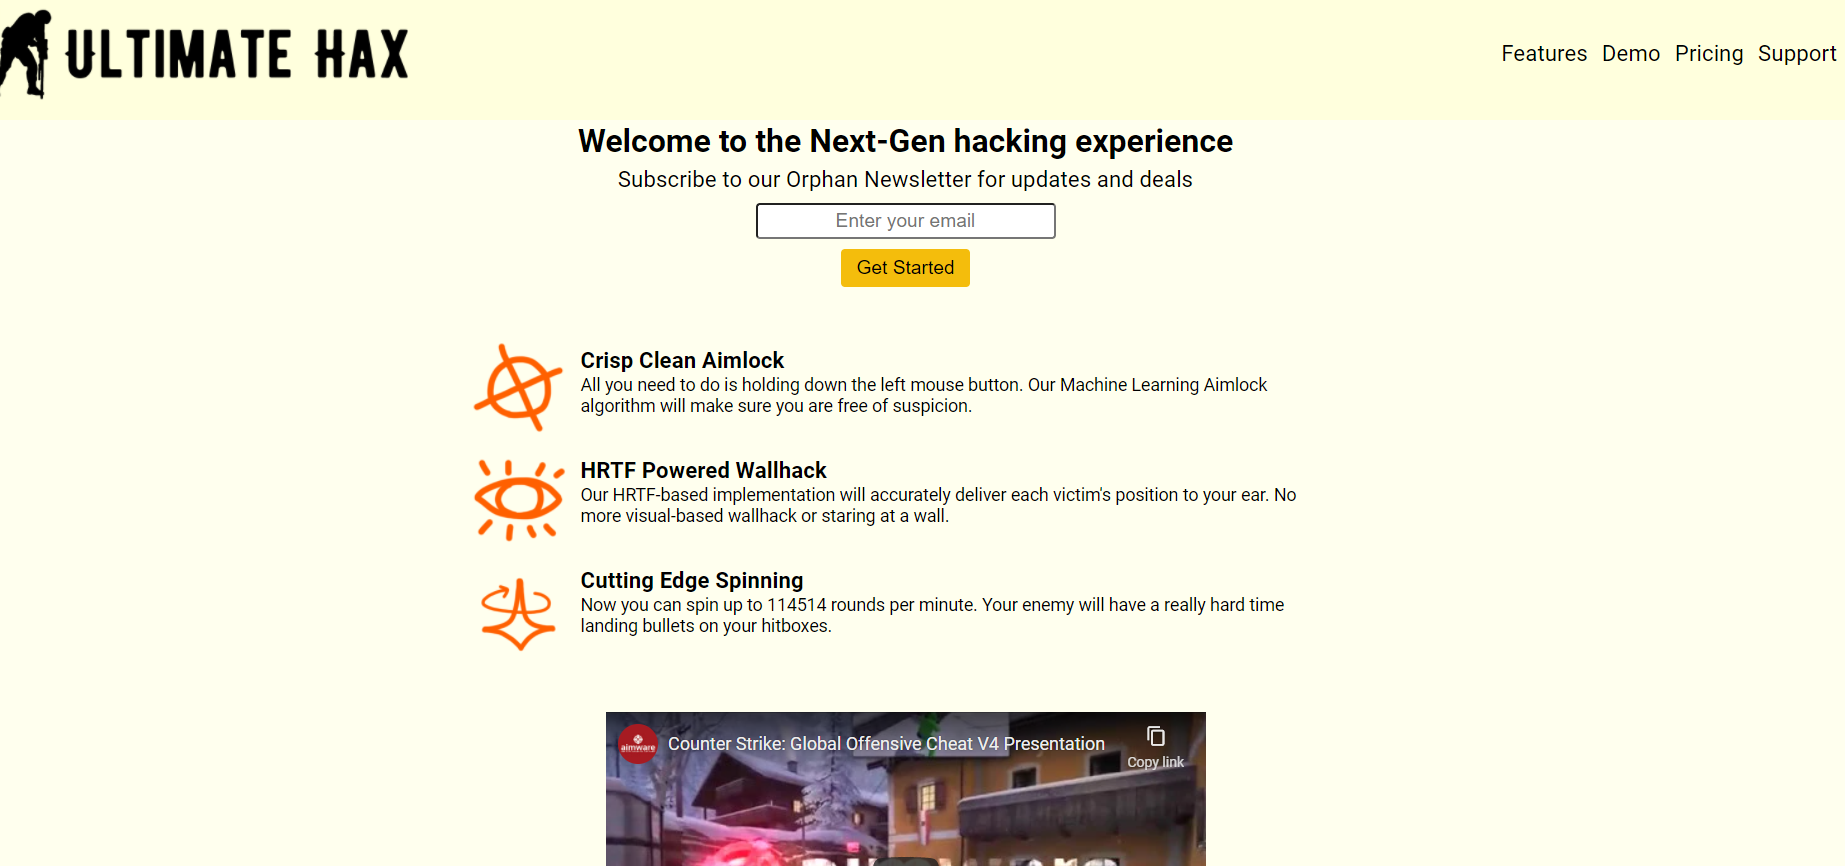 ULTIMATE HAX
Features Demo Pricing Support
Welcome to the Next-Gen hacking experience
Subscribe to our Orphan Newsletter for updates and deals
Enter your email
Get Started
Crisp Clean Aimlock
All you need to do is holding down the left mouse button. Our Machine Learning Aimlock
algorithm will make sure you are free of suspicion.
HRTF Powered Wallhack
Our HRTF-based implementation will accurately deliver each victim's position to your ear. No
more visual-based wallhack or staring at a wall.
Cutting Edge Spinning
Now you can spin up to 114514 rounds per minute. Your enemy will have a really hard time
landing bullets on your hitboxes.
aimware
Counter Strike: Global Offensive Cheat V4 Presentation
Copy link